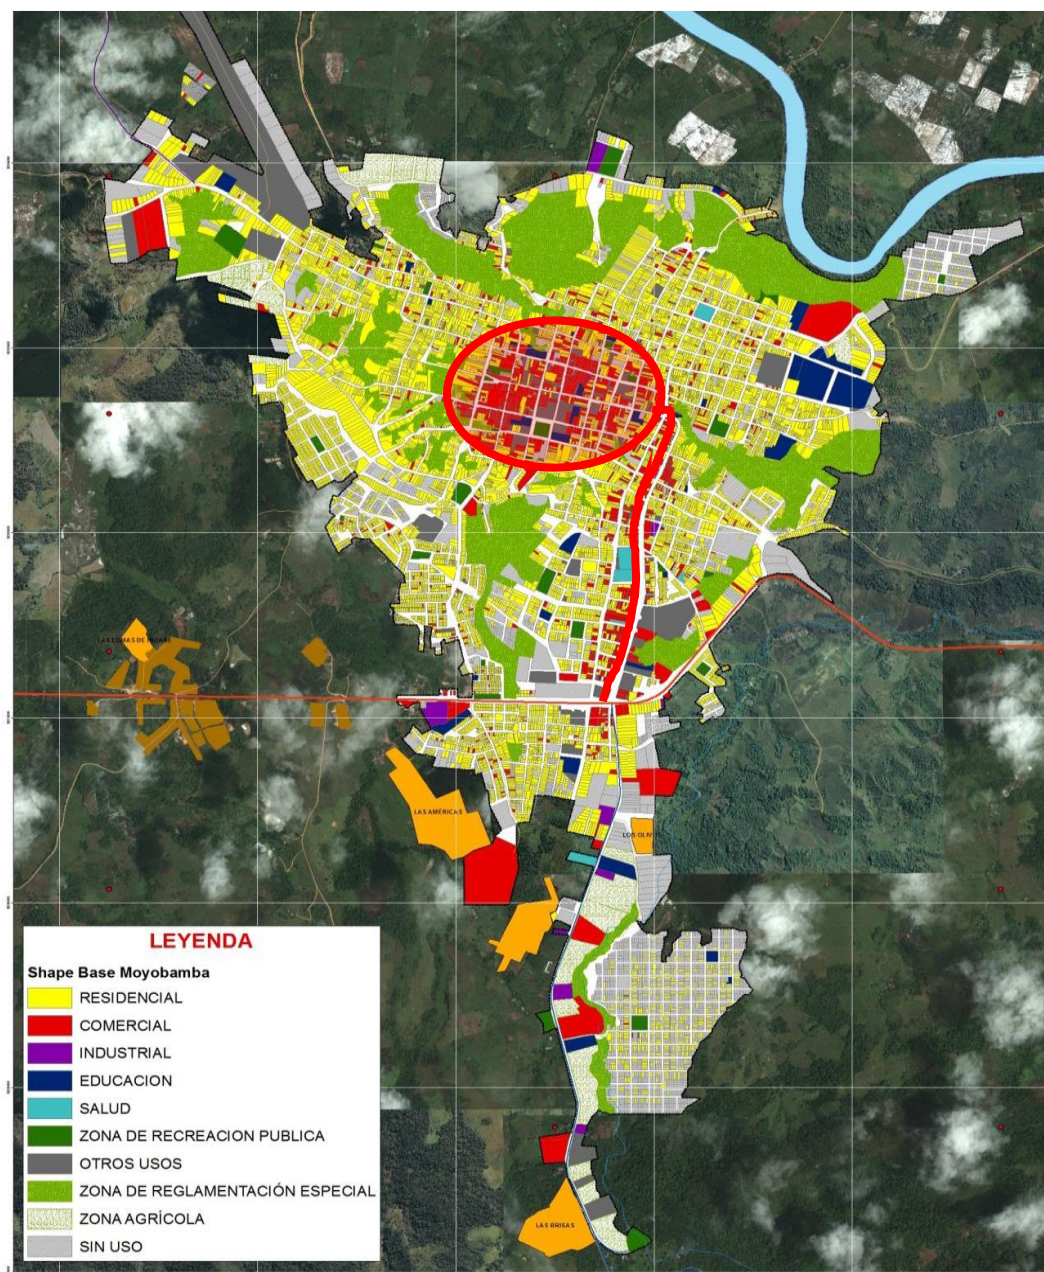 LAS AMÉRICAS
LAS BRISAS
LEYENDA
Shape Base Moyobamba
RESIDENCIAL
COMERCIAL
INDUSTRIAL
EDUCACION
SALUD
ZONA DE RECREACION PUBLICA
OTROS USOS
ZONA DE REGLAMENTACIÓN ESPECIAL
ZONA AGRÍCOLA
SIN USO